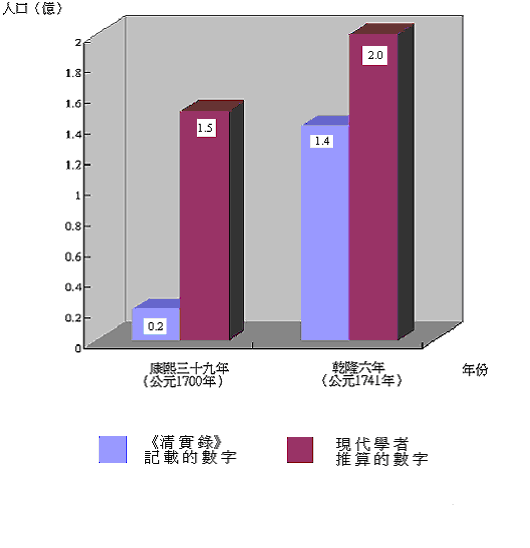 人口（億）
2
1.8
1.6
1.4
1.2
1
0.8
0.6
0.4
0.2
0
0.2
1.5
1.4
2.0
康熙三十九年
（公元1700年）
乾隆六年
（公元1741年）
年份
《清實錄》
記載的數字
現代學者
推算的數字